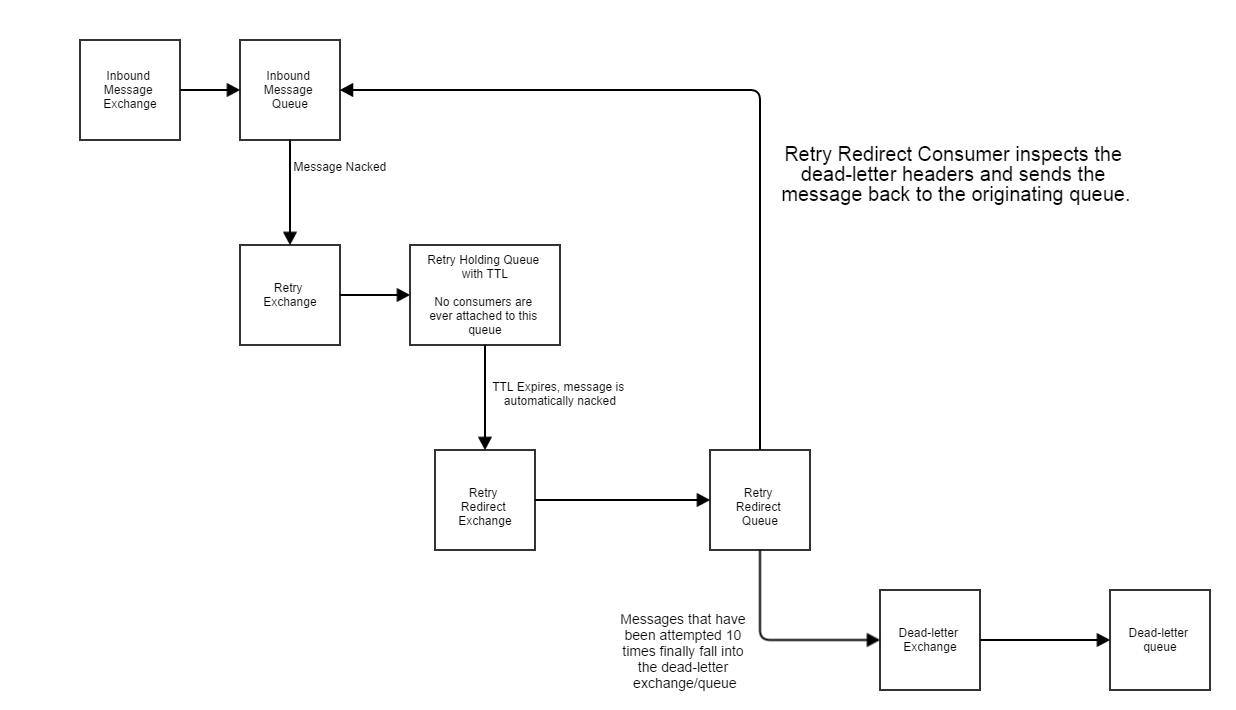 Inbound
Message
Exchange
Inbound
Message
Queue
Message Nacked
Retry Redirect Consumer inspects the
dead-letter headers and sends the
message back to the originating queue.
Retry
Exchange
Retry Holding Queue
with TTL
No consumers are
ever attached to this
queue
TTL Expires, message is
automatically nacked
Retry
Redirect
Exchange
Retry
Redirect
Queue
Messages that have
been attempted 10
times finally fall into
the dead-letter
exchange/queue
Dead-letter
Exchange
Dead-letter
queue